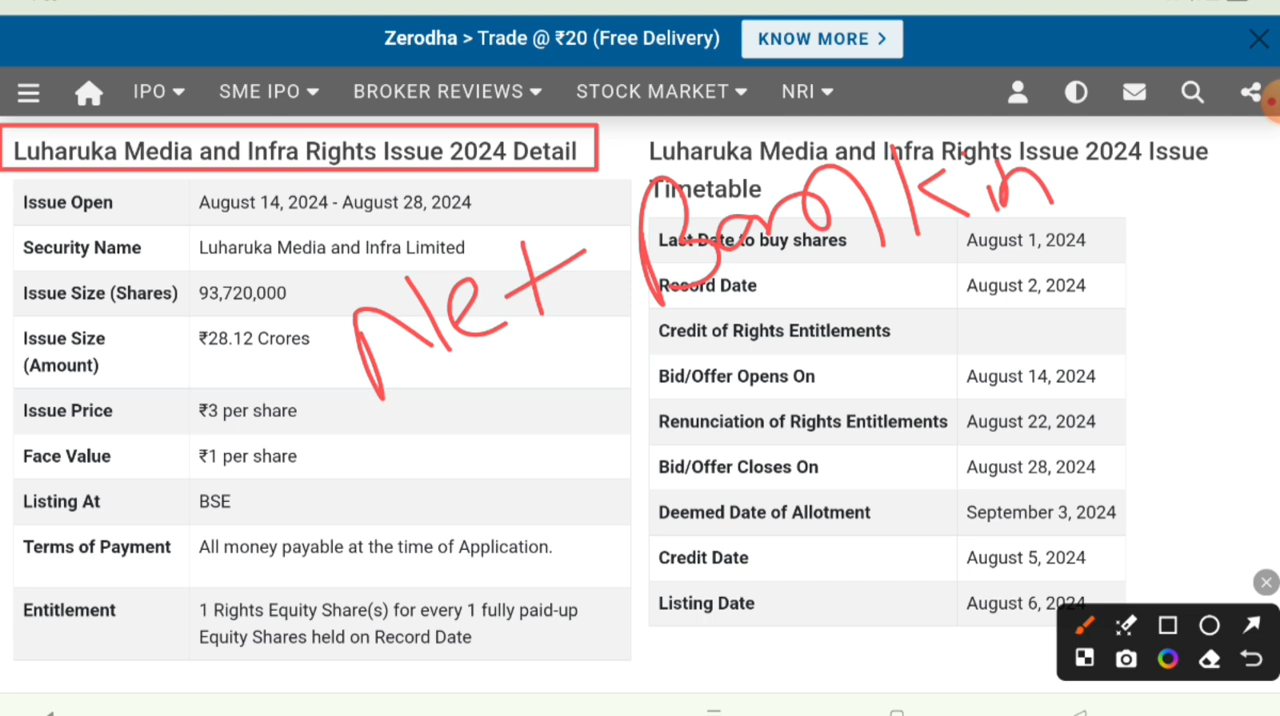 Zerodha > Trade @ ₹20 (Free Delivery) KNOW MORE >
IPO SME IPO BROKER REVIEWS STOCK MARKET NRI
Luharuka Media and Infra Rights Issue 2024 Detail
Issue Open August 14, 2024 - August 28, 2024
Security Name Luharuka Media and Infra Limited
Issue Size (Shares) 93,720,000
Issue Size
(Amount) ₹28.12 Crores
Issue Price ₹3 per share
Face Value ₹1 per share
Listing At BSE
Terms of Payment All money payable at the time of Application.
Entitlement 1 Rights Equity Share(s) for every 1 fully paid-up
Equity Shares held on Record Date
Luharuka Media and Infra Rights Issue 2024 Issue
Timetable
Last Date to buy shares August 1, 2024
Record Date August 2, 2024
Credit of Rights Entitlements
Bid/Offer Opens On August 14, 2024
Renunciation of Rights Entitlements August 22, 2024
Bid/Offer Closes On August 28, 2024
Deemed Date of Allotment September 3, 2024
Credit Date August 5, 2024
Listing Date August 6, 2024
Net Bankin